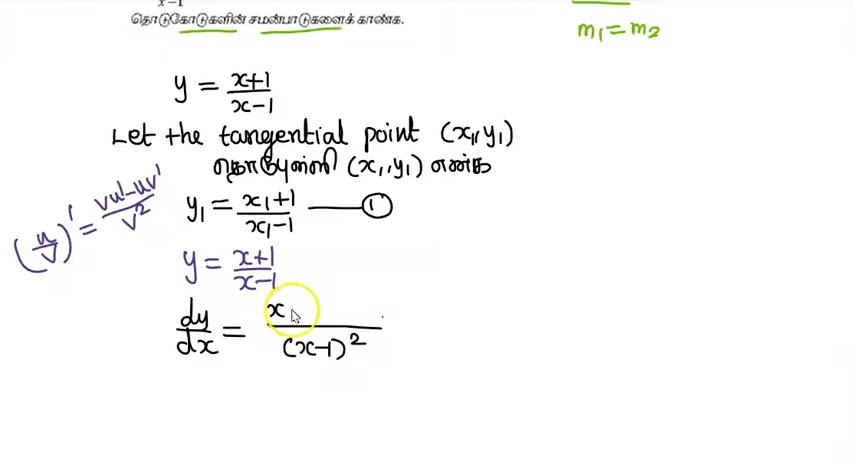 x−1
தொடுகோடுகளின் சமன்பாடுகளைக் காண்க.
m₁ = m₂
y = (x+1)/(x−1)
Let the tangential point (x₁, y₁)
தொடுபுள்ளி (x₁, y₁) என்க
y₁ = (x₁+1)/(x₁−1) —— ①
(u/v)' = (vu'−uv')/v²
y = (x+1)/(x−1)
dy/dx = x/(x−1)²